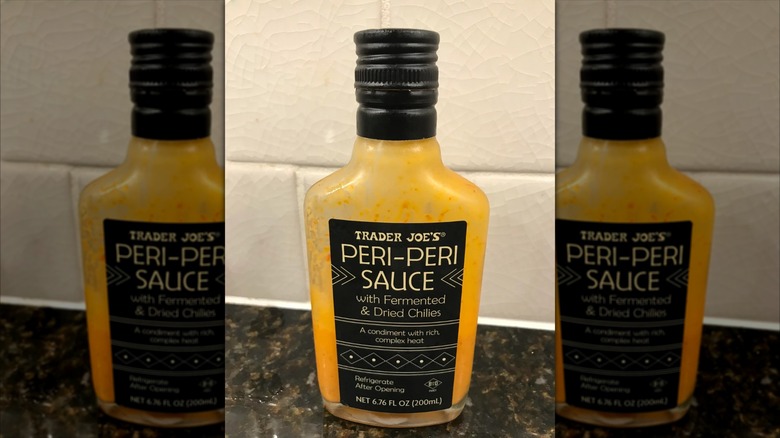 TRADER JOE'S®
PERI-PERI
SAUCE
with Fermented
& Dried Chilies
A condiment with rich,
complex heat
Refrigerate
After Opening
NET 6.76 FL OZ (200mL)